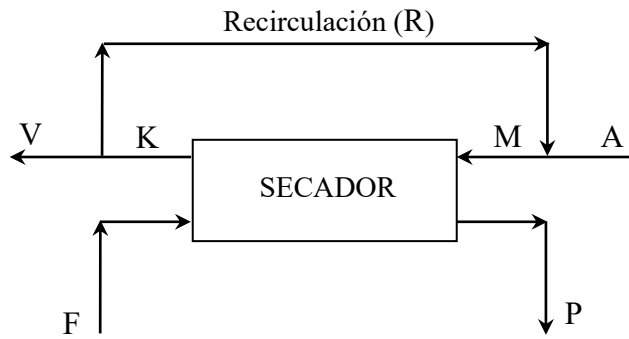 Recirculación (R)
V K M A
SECADOR
F P